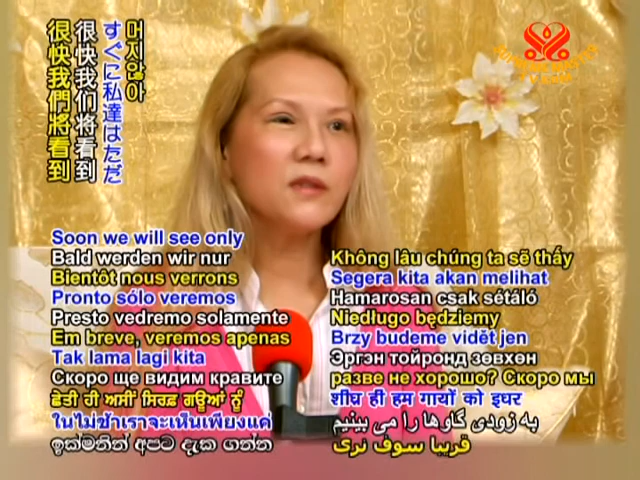 很快我們將看到
很快我们将看到
すぐに私達はただ
머지않아
Soon we will see only
Bald werden wir nur
Bientôt nous verrons
Pronto sólo veremos
Presto vedremo solamente
Em breve, veremos apenas
Tak lama lagi kita
Скоро ще видим кравите
ਛੇਤੀ ਹੀ ਅਸੀਂ ਸਿਰਫ਼ ਗਊਆਂ ਨੂੰ
ในไม่ช้าเราจะเห็นเพียงแค่
ඉක්මනින් අපට දැක ගන්න
Không lâu chúng ta sẽ thấy
Segera kita akan melihat
Hamarosan csak sétáló
Niedługo będziemy
Brzy budeme vidět jen
Эргэн тойронд зөвхөн
разве не хорошо? Скоро мы
शीघ्र ही हम गायों को इधर
به زودی گاوها را می بینیم
قريبا سوف نرى